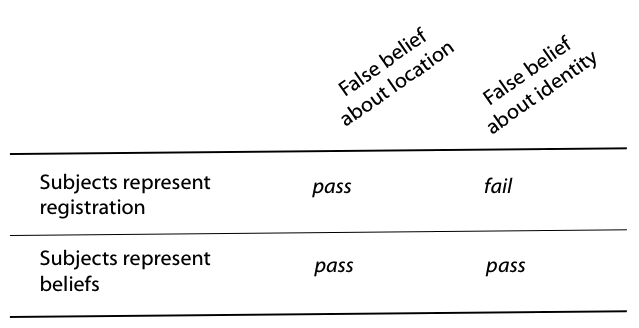 False belief
about location
False belief
about identity
Subjects represent
registration
pass
fail
Subjects represent
beliefs
pass
pass